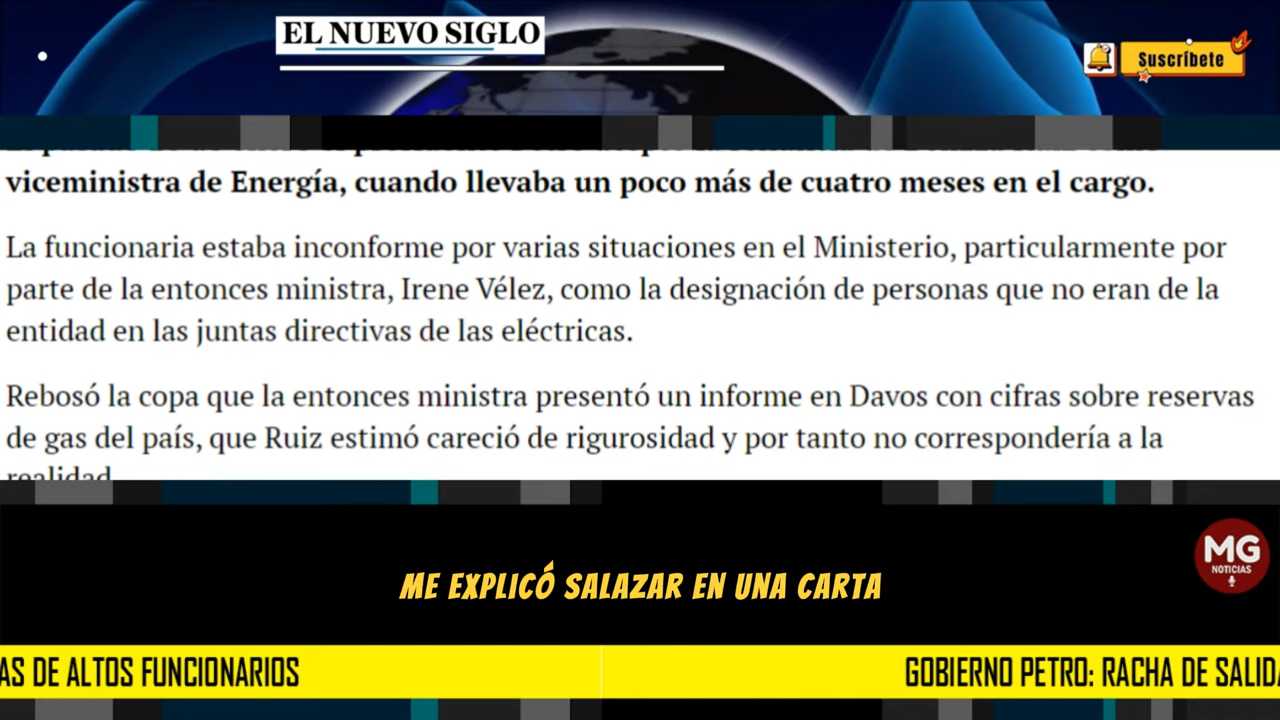 EL NUEVO SIGLO
Suscríbete
viceministra de Energía, cuando llevaba un poco más de cuatro meses en el cargo.
La funcionaria estaba inconforme por varias situaciones en el Ministerio, particularmente por
parte de la entonces ministra, Irene Vélez, como la designación de personas que no eran de la
entidad en las juntas directivas de las eléctricas.
Rebosó la copa que la entonces ministra presentó un informe en Davos con cifras sobre reservas
de gas del país, que Ruiz estimó careció de rigurosidad y por tanto no correspondería a la
realidad
MG
NOTICIAS
ME EXPLICÓ SALAZAR EN UNA CARTA
AS DE ALTOS FUNCIONARIOS
GOBIERNO PETRO: RACHA DE SALIDA